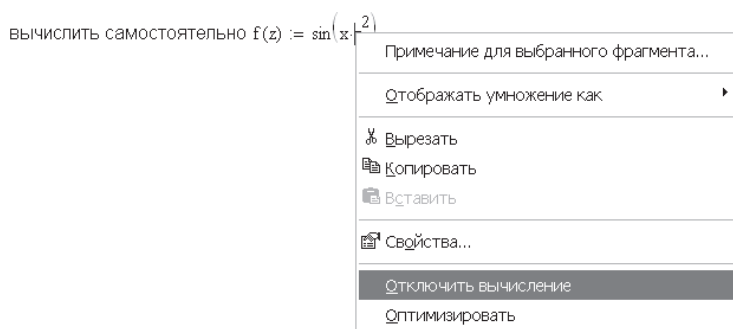 вычислить самостоятельно f(z) := sin(x·²)
Примечание для выбранного фрагмента...
Отображать умножение как
Вырезать
Копировать
Вставить
Свойства...
Отключить вычисление
Оптимизировать